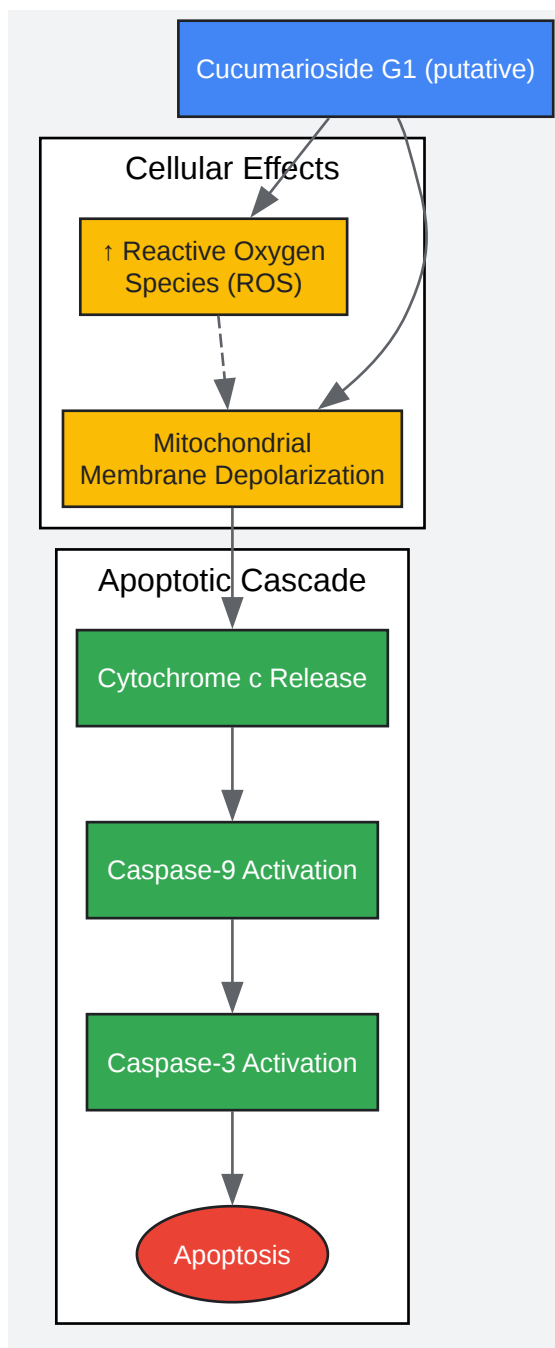 Cucumarioside G1 (putative)
Cellular Effects
↑ Reactive Oxygen
Species (ROS)
Mitochondrial
Membrane Depolarization
Apoptotic Cascade
Cytochrome c Release
Caspase-9 Activation
Caspase-3 Activation
Apoptosis